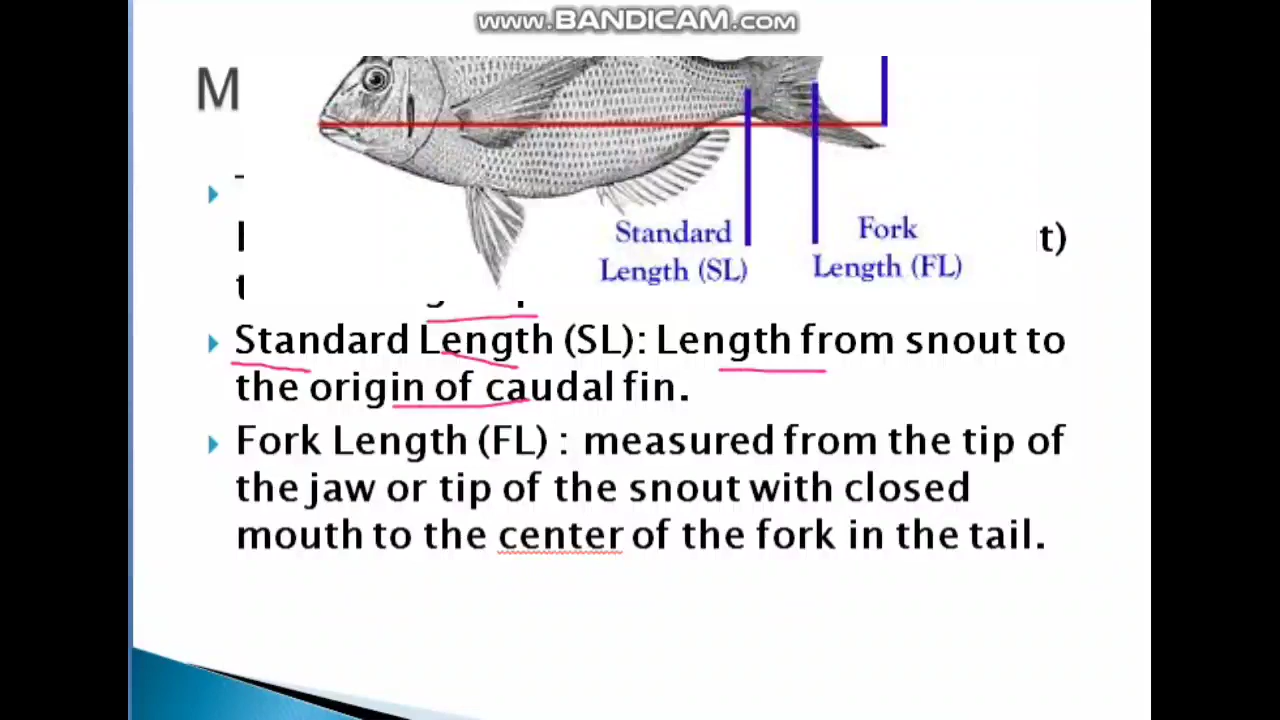 www.BANDICAM.com
M
Standard
Length (SL)
Fork
Length (FL)
t)
t
Standard Length (SL): Length from snout to
the origin of caudal fin.
Fork Length (FL) : measured from the tip of
the jaw or tip of the snout with closed
mouth to the center of the fork in the tail.